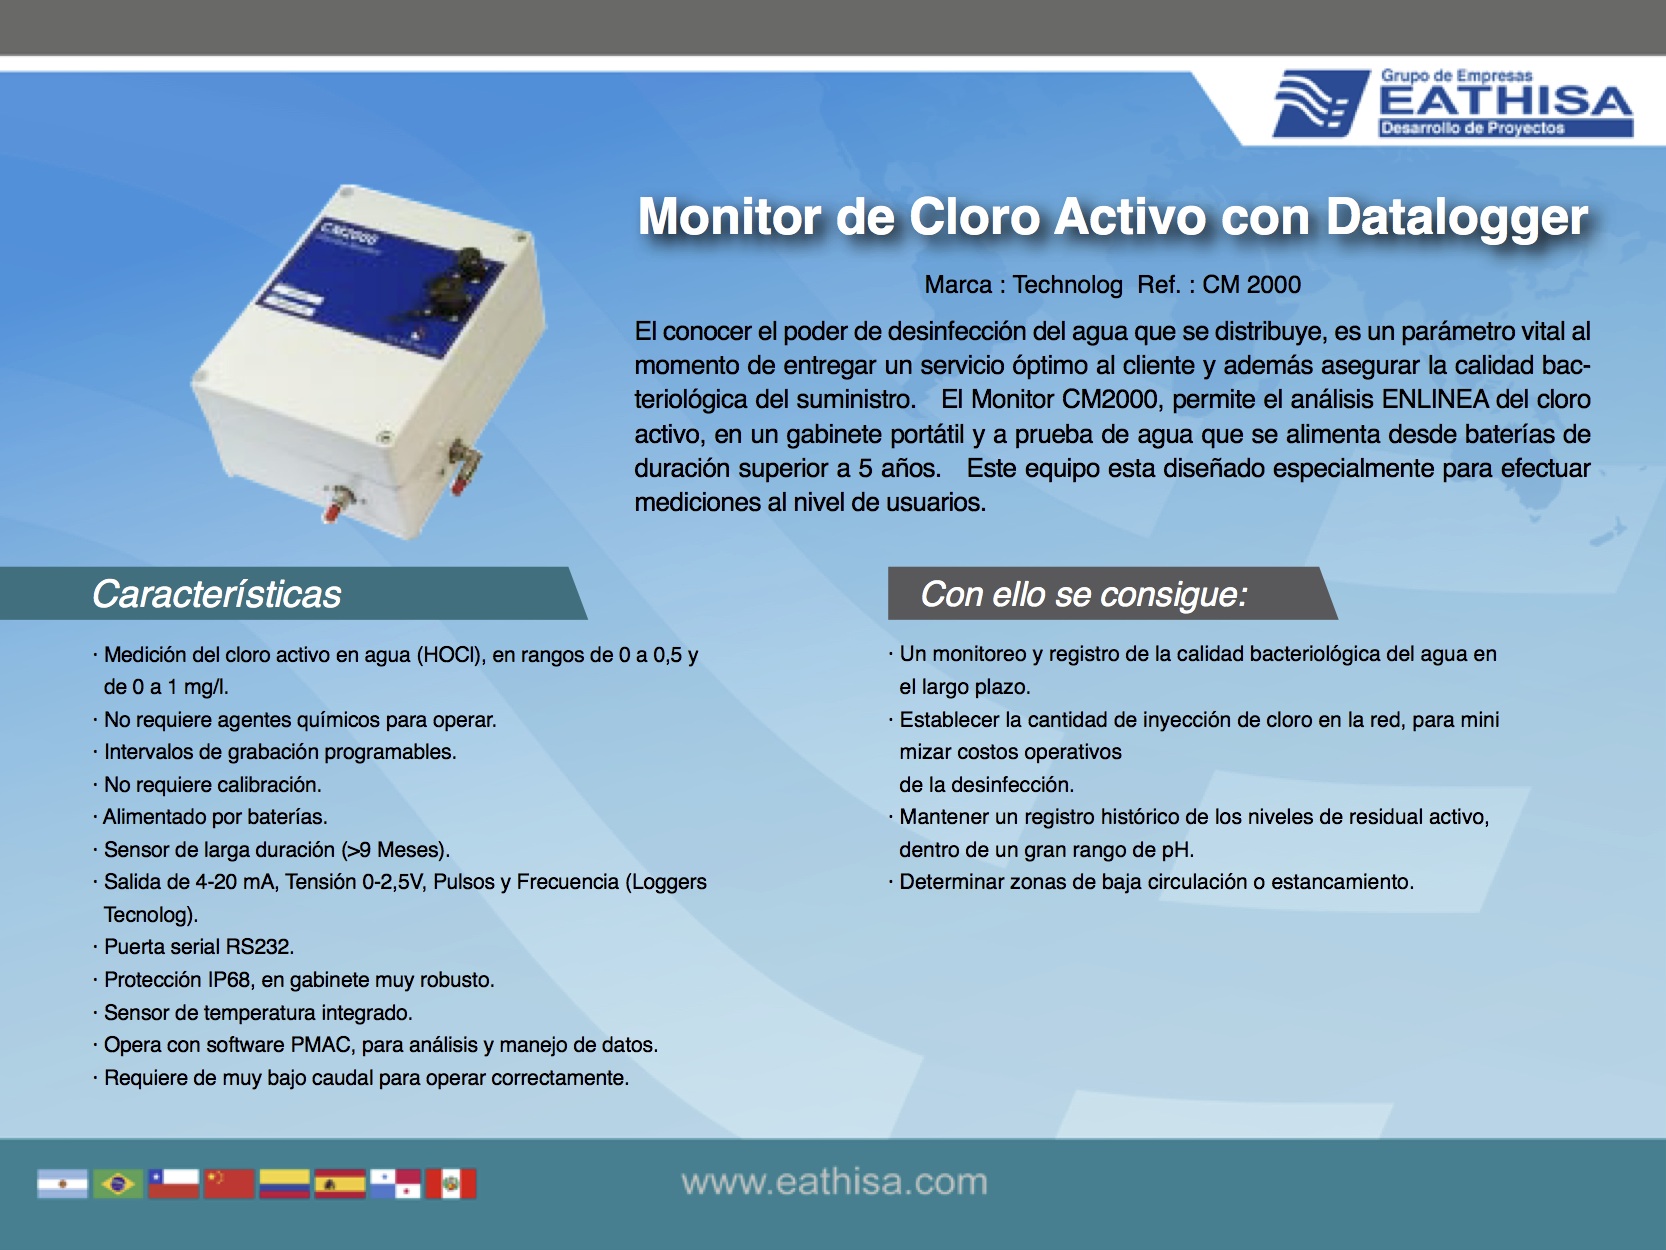 Grupo de Empresas
EATHISA
Desarrollo de Proyectos
CM2000
Monitor de Cloro Activo con Datalogger
Marca : Technolog Ref. : CM 2000
El conocer el poder de desinfección del agua que se distribuye, es un parámetro vital al
momento de entregar un servicio óptimo al cliente y además asegurar la calidad bac-
teriológica del suministro. El Monitor CM2000, permite el análisis ENLINEA del cloro
activo, en un gabinete portátil y a prueba de agua que se alimenta desde baterías de
duración superior a 5 años. Este equipo esta diseñado especialmente para efectuar
mediciones al nivel de usuarios.
Características
· Medición del cloro activo en agua (HOCl), en rangos de 0 a 0,5 y
de 0 a 1 mg/l.
· No requiere agentes químicos para operar.
· Intervalos de grabación programables.
· No requiere calibración.
· Alimentado por baterías.
· Sensor de larga duración (>9 Meses).
· Salida de 4-20 mA, Tensión 0-2,5V, Pulsos y Frecuencia (Loggers
Tecnolog).
· Puerta serial RS232.
· Protección IP68, en gabinete muy robusto.
· Sensor de temperatura integrado.
· Opera con software PMAC, para análisis y manejo de datos.
· Requiere de muy bajo caudal para operar correctamente.
Con ello se consigue:
· Un monitoreo y registro de la calidad bacteriológica del agua en
el largo plazo.
· Establecer la cantidad de inyección de cloro en la red, para mini
mizar costos operativos
de la desinfección.
· Mantener un registro histórico de los niveles de residual activo,
dentro de un gran rango de pH.
· Determinar zonas de baja circulación o estancamiento.
www.eathisa.com